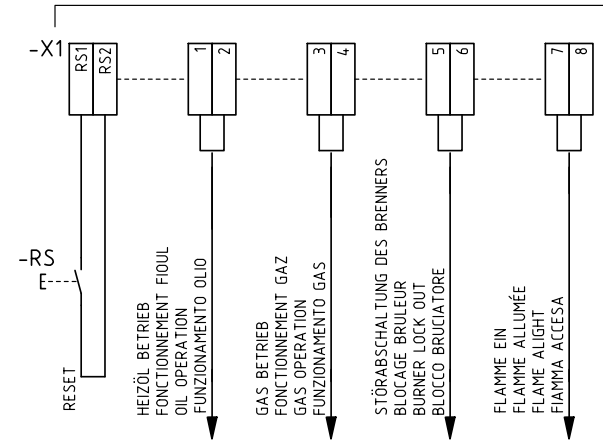 -X1
RS1
RS2
1
2
3
4
5
6
7
8
-RS
RESET
HEIZÖL BETRIEB
FONCTIONNEMENT FIOUL
OIL OPERATION
FUNZIONAMENTO OLIO
GAS BETRIEB
FONCTIONNEMENT GAZ
GAS OPERATION
FUNZIONAMENTO GAS
STÖRABSCHALTUNG DES BRENNERS
BLOCAGE BRULEUR
BURNER LOCK OUT
BLOCCO BRUCIATORE
FLAMME EIN
FLAMME ALLUMÉE
FLAME ALIGHT
FIAMMA ACCESA